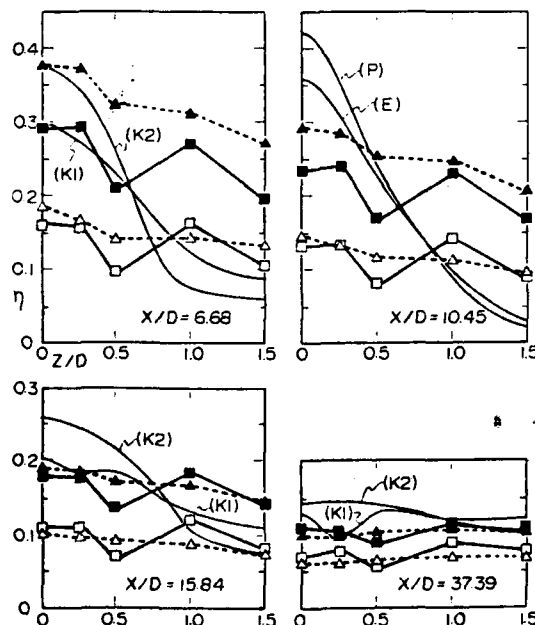 0.4
0.3
0.2
0.1
η
0
(K2)
(K1)
X/D = 6.68
0 0.5 1.0 1.5
Z/D
(P)
(E)
X/D = 10.45
0 0.5 1.0 1.5
0.3
0.2
0.1
0
(K2)
(K1)
X/D = 15.84
0 0.5 1.0 1.5
(K2)
(K1)?
X/D = 37.39
0 0.5 1.0 1.5